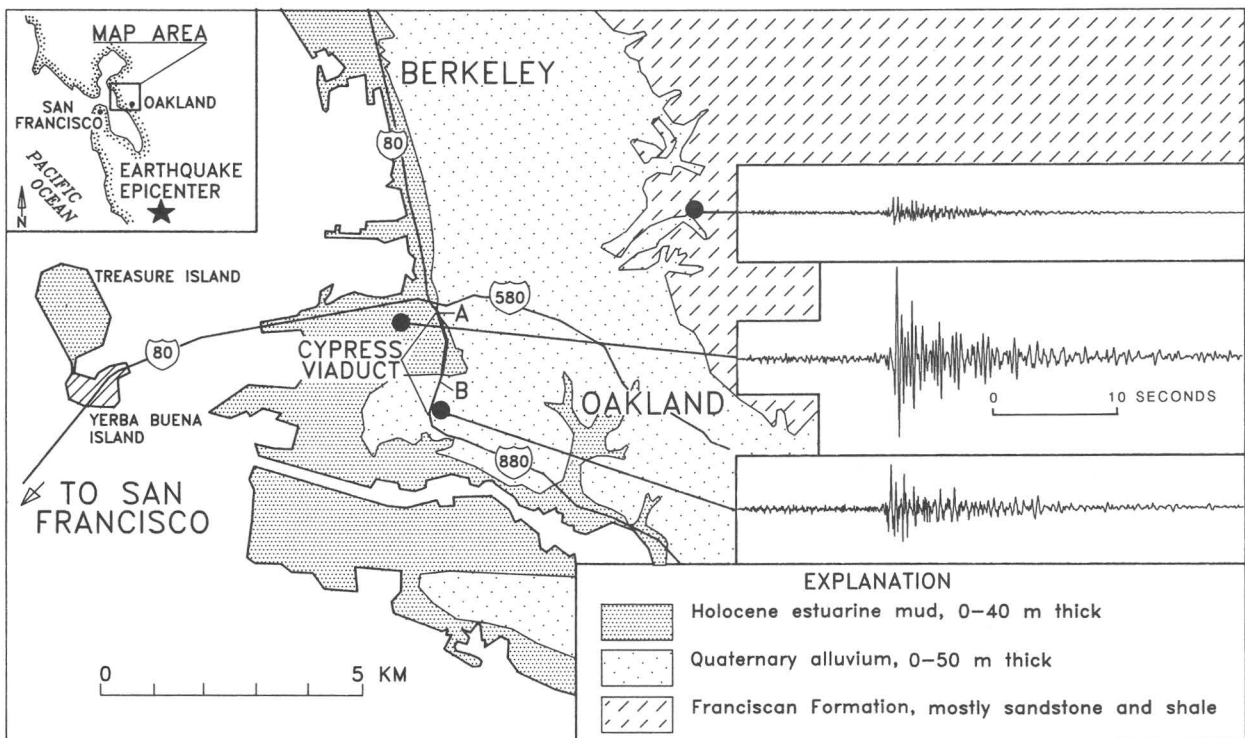 MAP AREA
OAKLAND
SAN
FRANCISCO
PACIFIC
OCEAN
EARTHQUAKE
EPICENTER
N
BERKELEY
80
TREASURE ISLAND
80
YERBA BUENA
ISLAND
580
A
CYPRESS
VIADUCT
B
OAKLAND
880
TO SAN
FRANCISCO
0 10 SECONDS
0 5 KM
EXPLANATION
Holocene estuarine mud, 0-40 m thick
Quaternary alluvium, 0-50 m thick
Franciscan Formation, mostly sandstone and shale